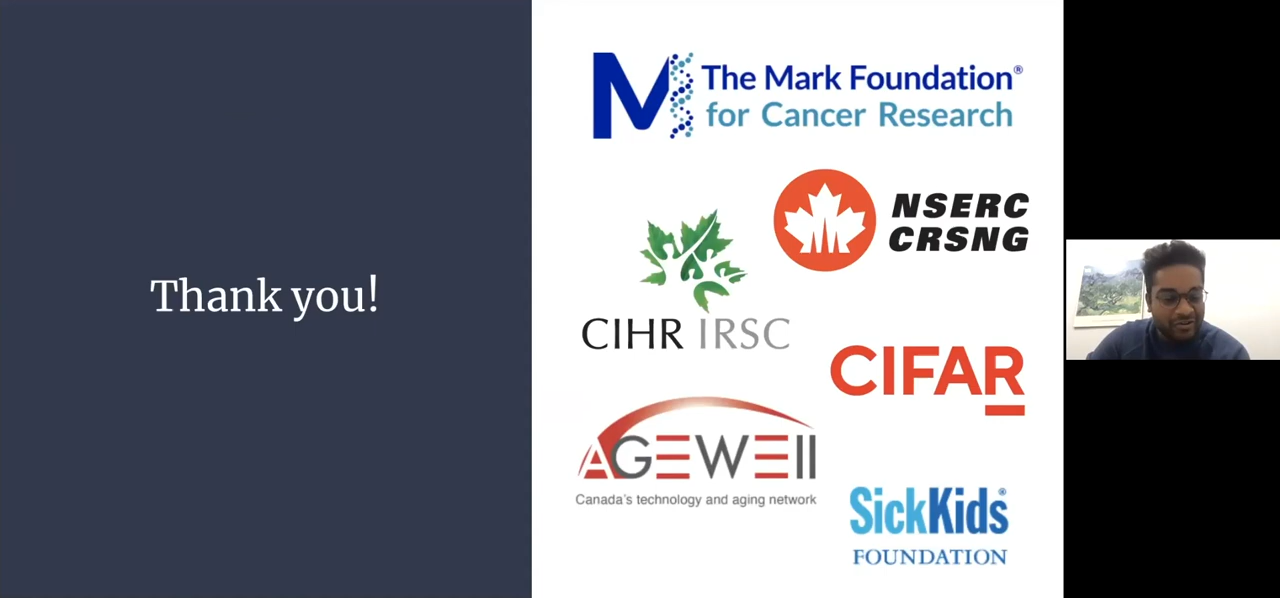 Thank you!
The Mark Foundation®
for Cancer Research
NSERC
CRSNG
CIHR IRSC
CIFAR
AGEWELL
Canada's technology and aging network
SickKids®
FOUNDATION